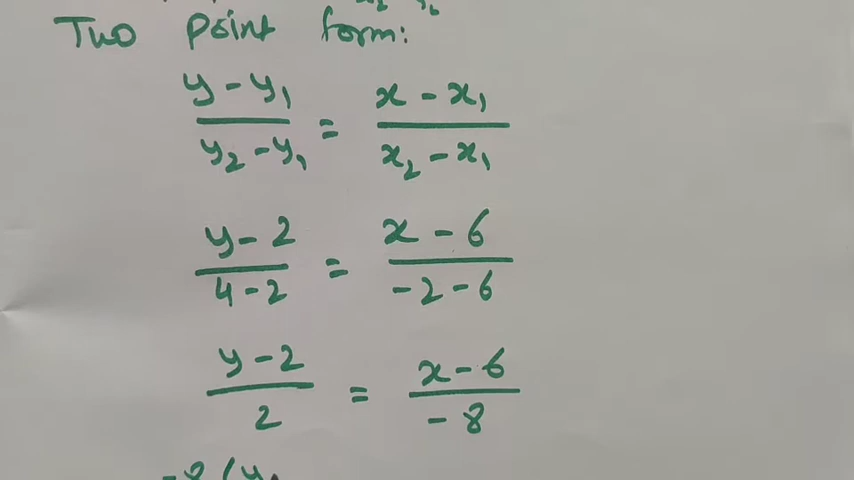 Two point form:
y - y₁ / y₂ - y₁ = x - x₁ / x₂ - x₁
y - 2 / 4 - 2 = x - 6 / -2 - 6
y - 2 / 2 = x - 6 / -8
-8 (y